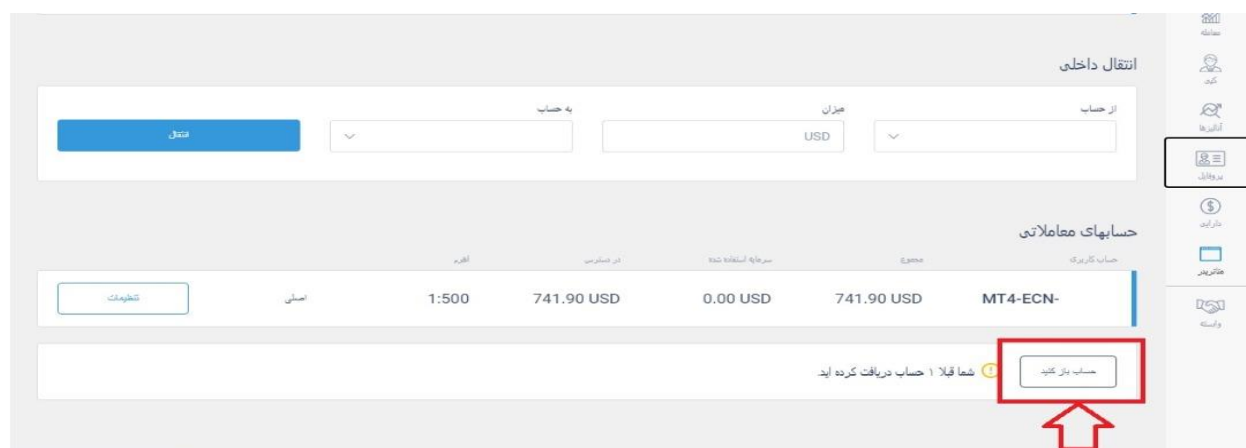 معامله
کپی
آنالیزها
پروفایل
دارایی
متاتریدر
وابسته
انتقال داخلی
از حساب
میزان
به حساب
USD
انتقال
حسابهای معاملاتی
حساب کاربری
مجموع
سرمایه استفاده شده
در دسترس
اهرم
MT4-ECN-
741.90 USD
0.00 USD
741.90 USD
1:500
اصلی
تنظیمات
حساب باز کنید
شما قبلا ۱ حساب دریافت کرده اید.